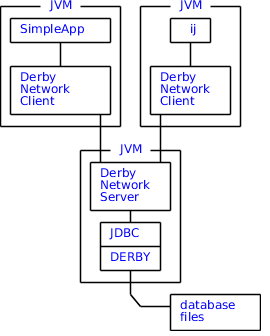 JVM
SimpleApp
Derby
Network
Client
JVM
ij
Derby
Network
Client
JVM
Derby
Network
Server
JDBC
DERBY
database
files